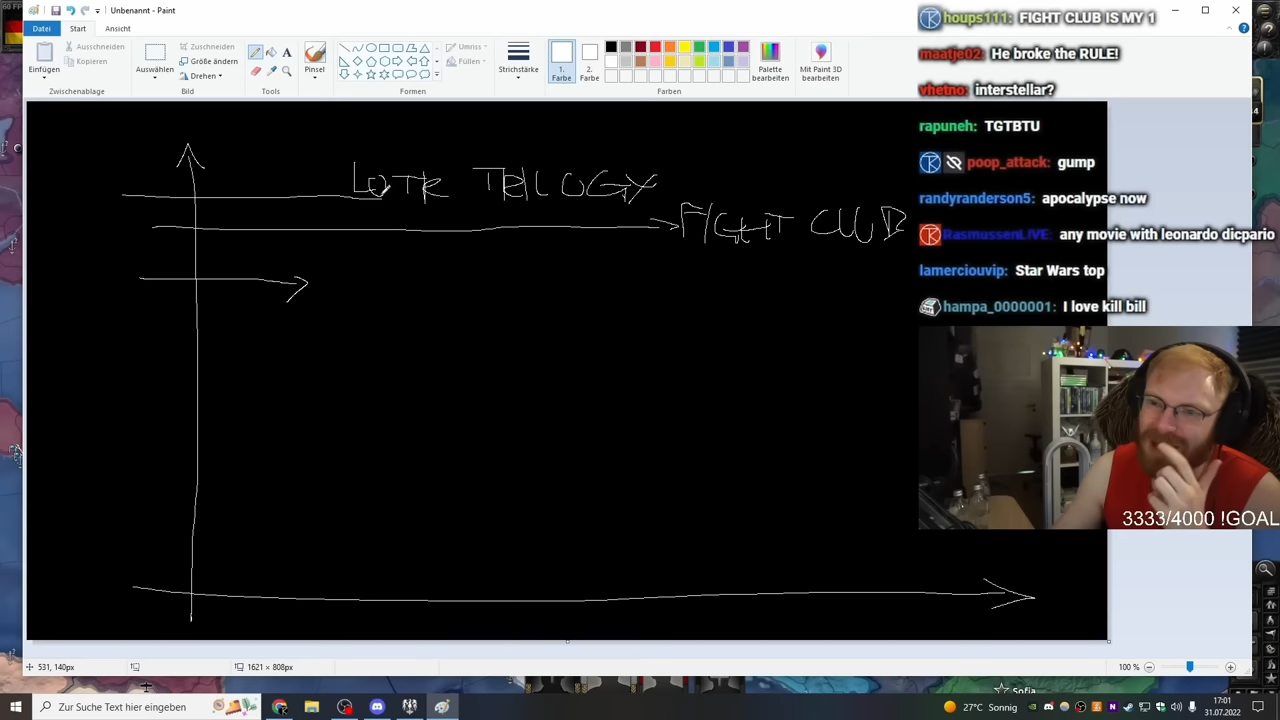 60 FP
Unbenannt - Paint
Datei Start Ansicht
Einfügen
Ausschneiden
Kopieren
Zwischenablage
Auswählen
Zuschneiden
Größe ändern
Drehen
Bild
Tools
Pinsel
Umriss
Füllen
Formen
Strichstärke
1. Farbe
2. Farbe
Palette bearbeiten
Mit Paint 3D bearbeiten
Farben
houps111: FIGHT CLUB IS MY 1
maatje02: He broke the RULE!
vhetno: interstellar?
rapuneh: TGTBTU
poop_attack: gump
randyranderson5: apocalypse now
RasmussenLIVE: any movie with leonardo dicpario
lamerciouvip: Star Wars top
hampa_0000001: I love kill bill
LOTR TRILOGY
FIGHT CLUB
3333/4000 !GOAL
531, 140px
1621 × 808px
100 %
Sofia
Zur Suche Text hier eingeben
27°C Sonnig
17:01
31.07.2022